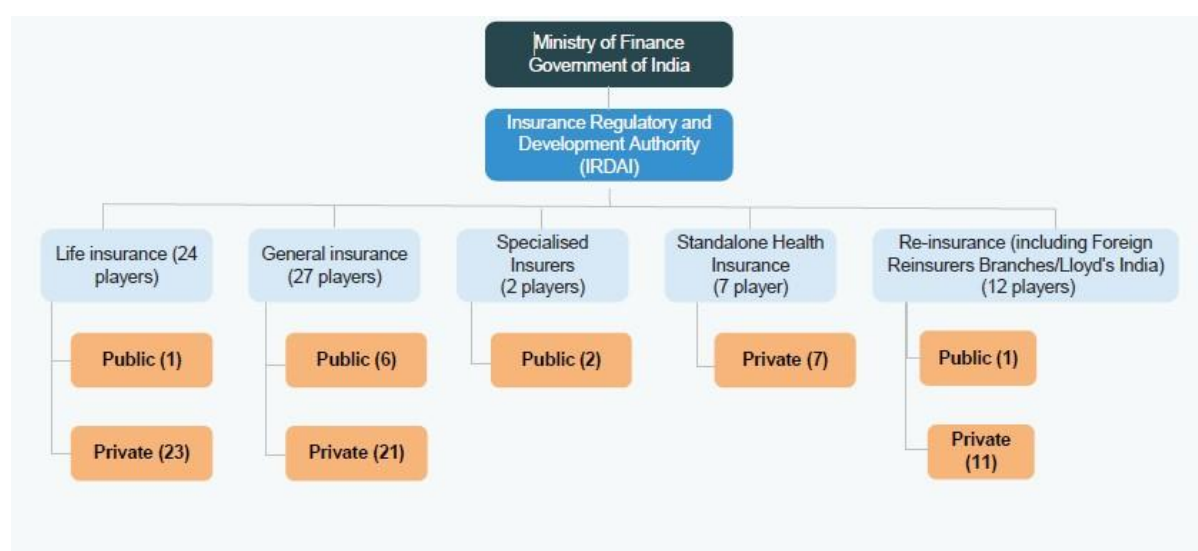 Ministry of Finance
Government of India
Insurance Regulatory and
Development Authority
(IRDAI)
Life insurance (24
players)
General insurance
(27 players)
Specialised
Insurers
(2 players)
Standalone Health
Insurance
(7 player)
Re-insurance (including Foreign
Reinsurers Branches/Lloyd's India)
(12 players)
Public (1)
Public (6)
Public (2)
Private (7)
Public (1)
Private (23)
Private (21)
Private
(11)